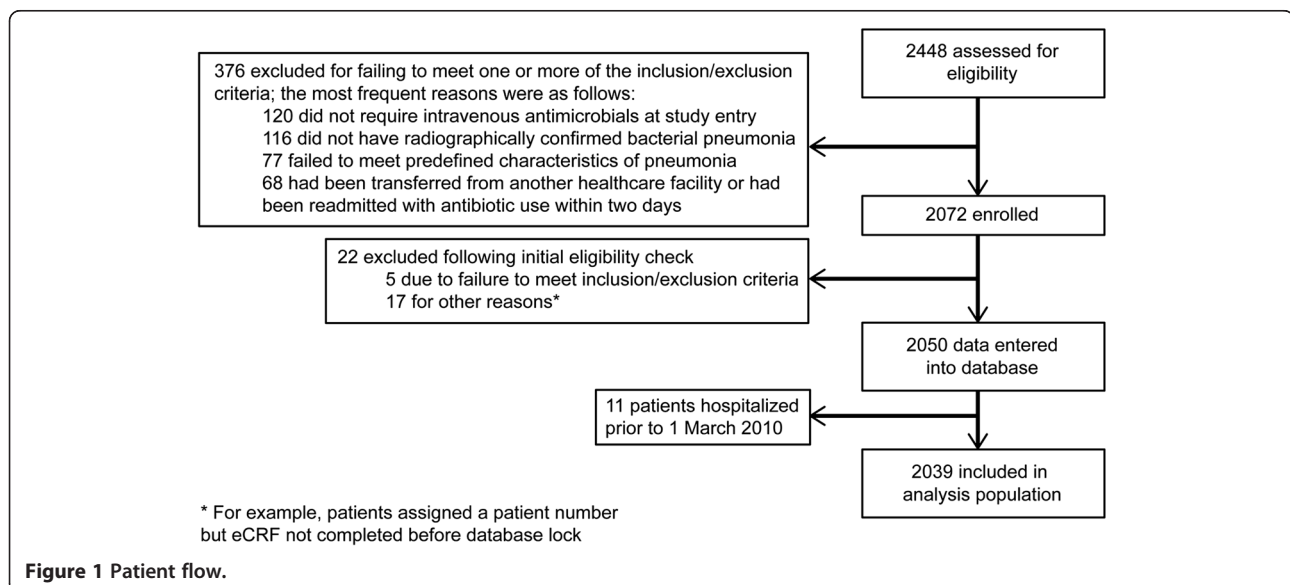 2448 assessed for
eligibility
376 excluded for failing to meet one or more of the inclusion/exclusion
criteria; the most frequent reasons were as follows:
120 did not require intravenous antimicrobials at study entry
116 did not have radiographically confirmed bacterial pneumonia
77 failed to meet predefined characteristics of pneumonia
68 had been transferred from another healthcare facility or had
been readmitted with antibiotic use within two days
2072 enrolled
22 excluded following initial eligibility check
5 due to failure to meet inclusion/exclusion criteria
17 for other reasons*
2050 data entered
into database
11 patients hospitalized
prior to 1 March 2010
2039 included in
analysis population
* For example, patients assigned a patient number
but eCRF not completed before database lock
Figure 1 Patient flow.